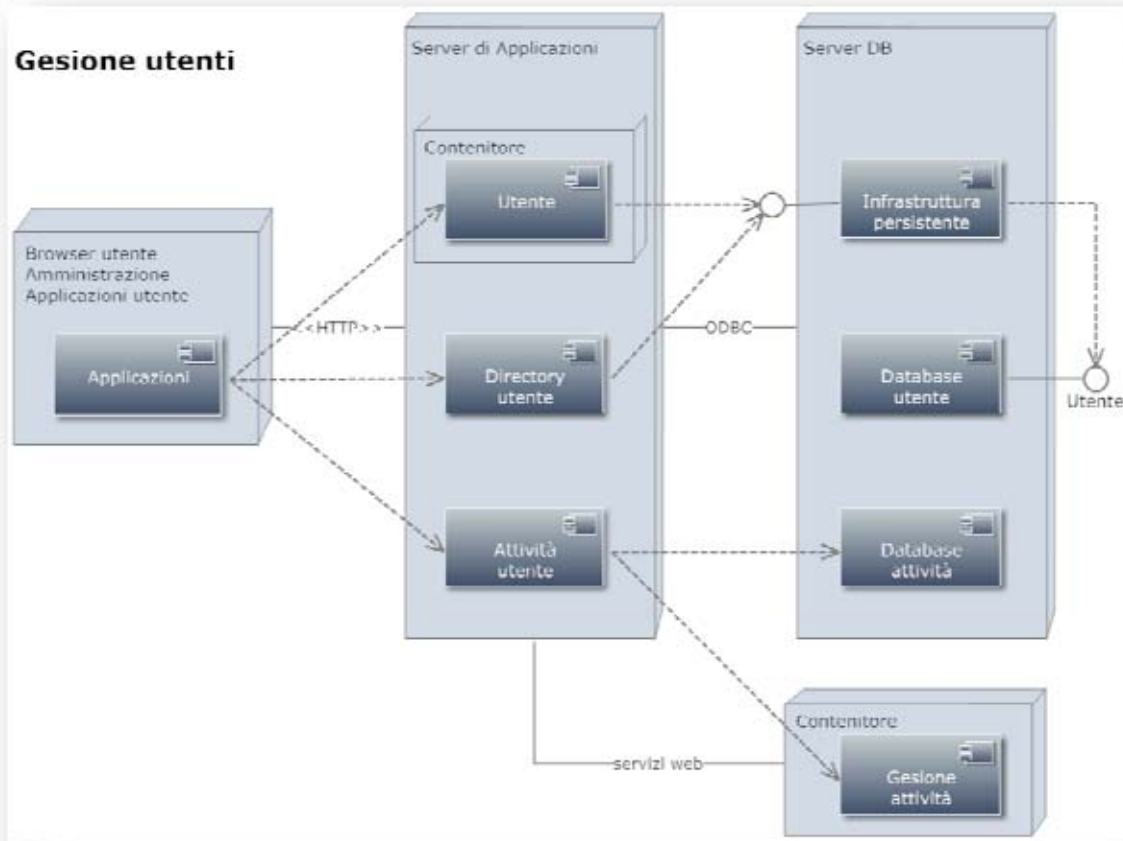 Gesione utenti
Server di Applicazioni
Server DB
Contenitore
Utente
Infrastruttura
persistente
Browser utente
Amministrazione
Applicazioni utente
<<HTTP>>
ODBC
Applicazioni
Directory
utente
Database
utente
Utente
Attività
utente
Database
attività
Contenitore
servizi web
Gesione
attività